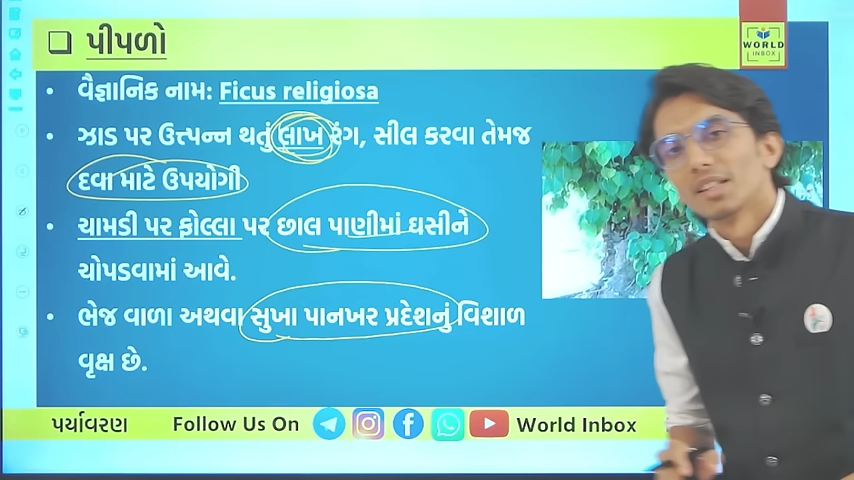 પીપળો
WORLD
INBOX
• વૈજ્ઞાનિક નામ: Ficus religiosa
• ઝાડ પર ઉત્ત્પન્ન થતું લાખ રંગ, સીલ કરવા તેમજ
દવા માટે ઉપયોગી
• ચામડી પર ફોલ્લા પર છાલ પાણીમાં ઘસીને
ચોપડવામાં આવે.
• ભેજ વાળા અથવા સુખા પાનખર પ્રદેશનું વિશાળ
વૃક્ષ છે.
પર્યાવરણ Follow Us On World Inbox